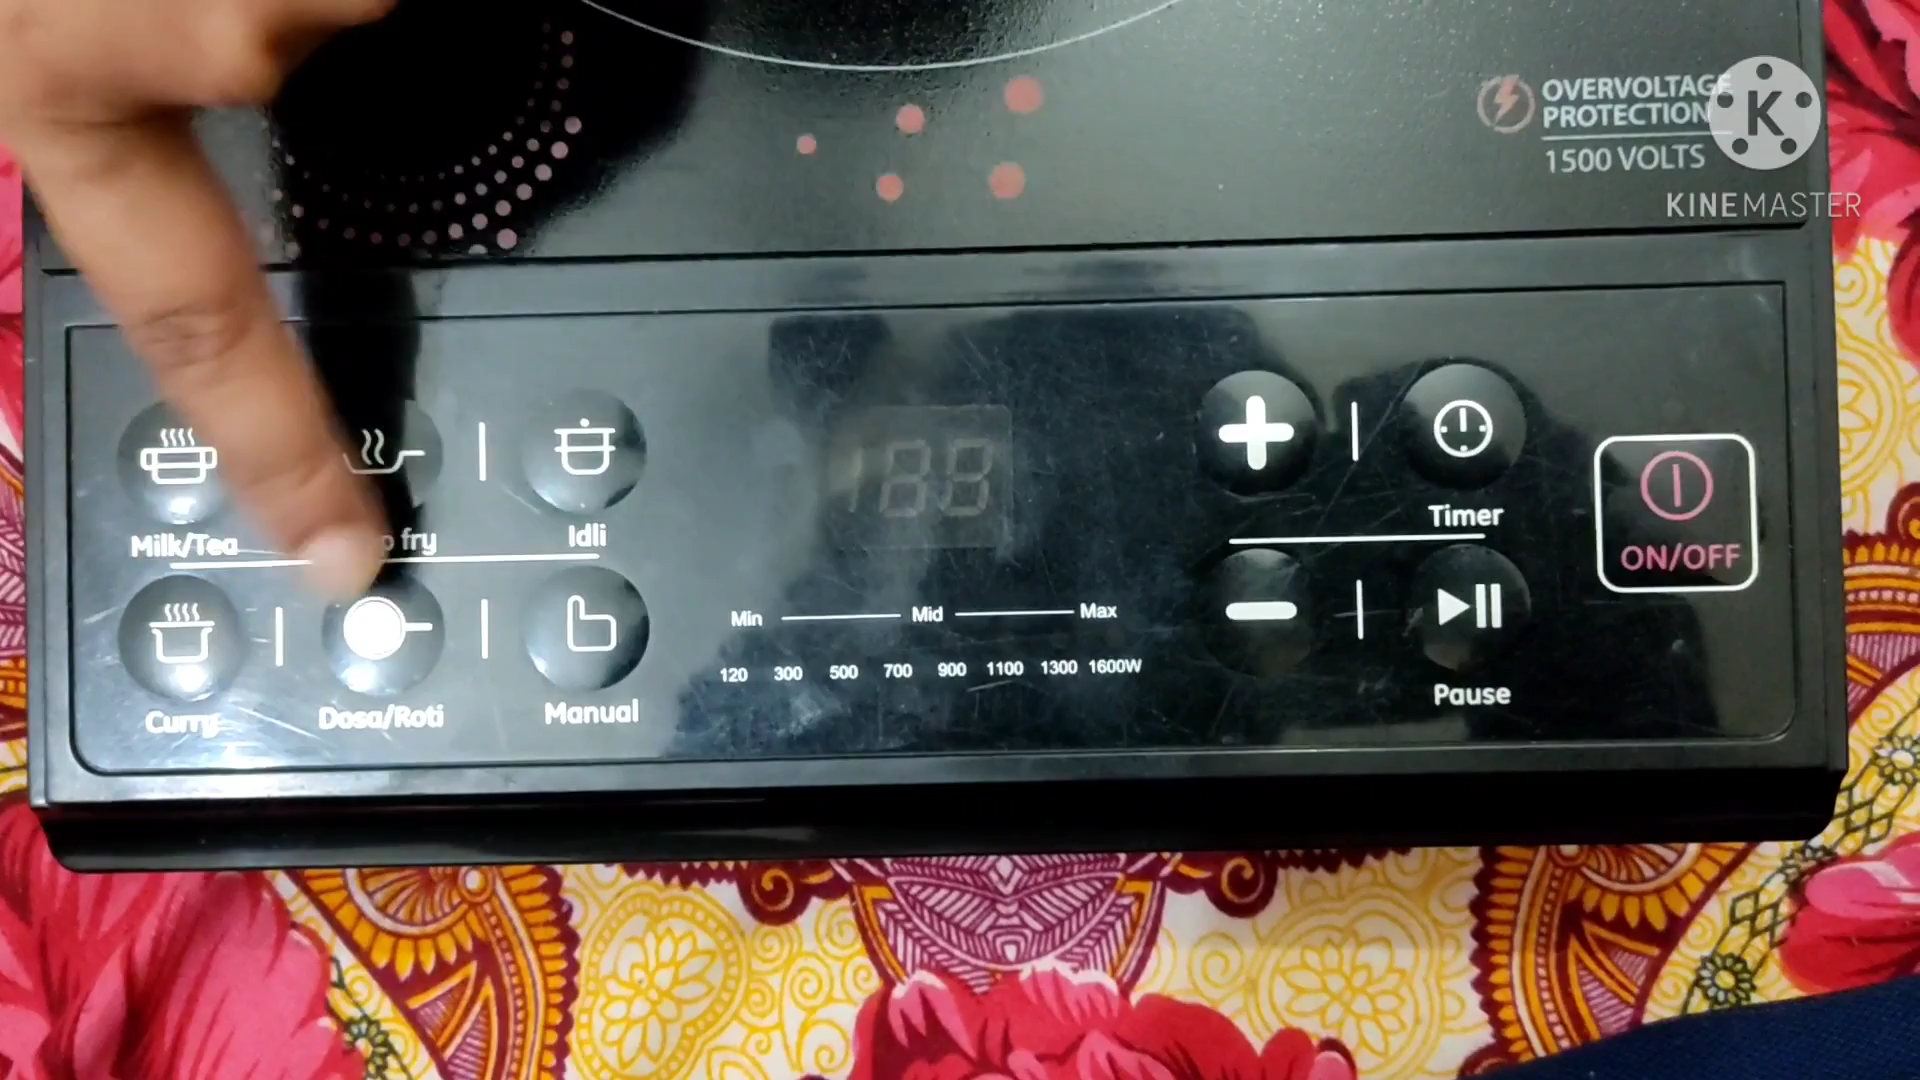 OVERVOLTAGE
PROTECTION
1500 VOLTS
KINEMASTER
Milk/Tea
fry
Idli
188
Timer
ON/OFF
Min
Mid
Max
120 300 500 700 900 1100 1300 1600W
Curry
Dosa/Roti
Manual
Pause